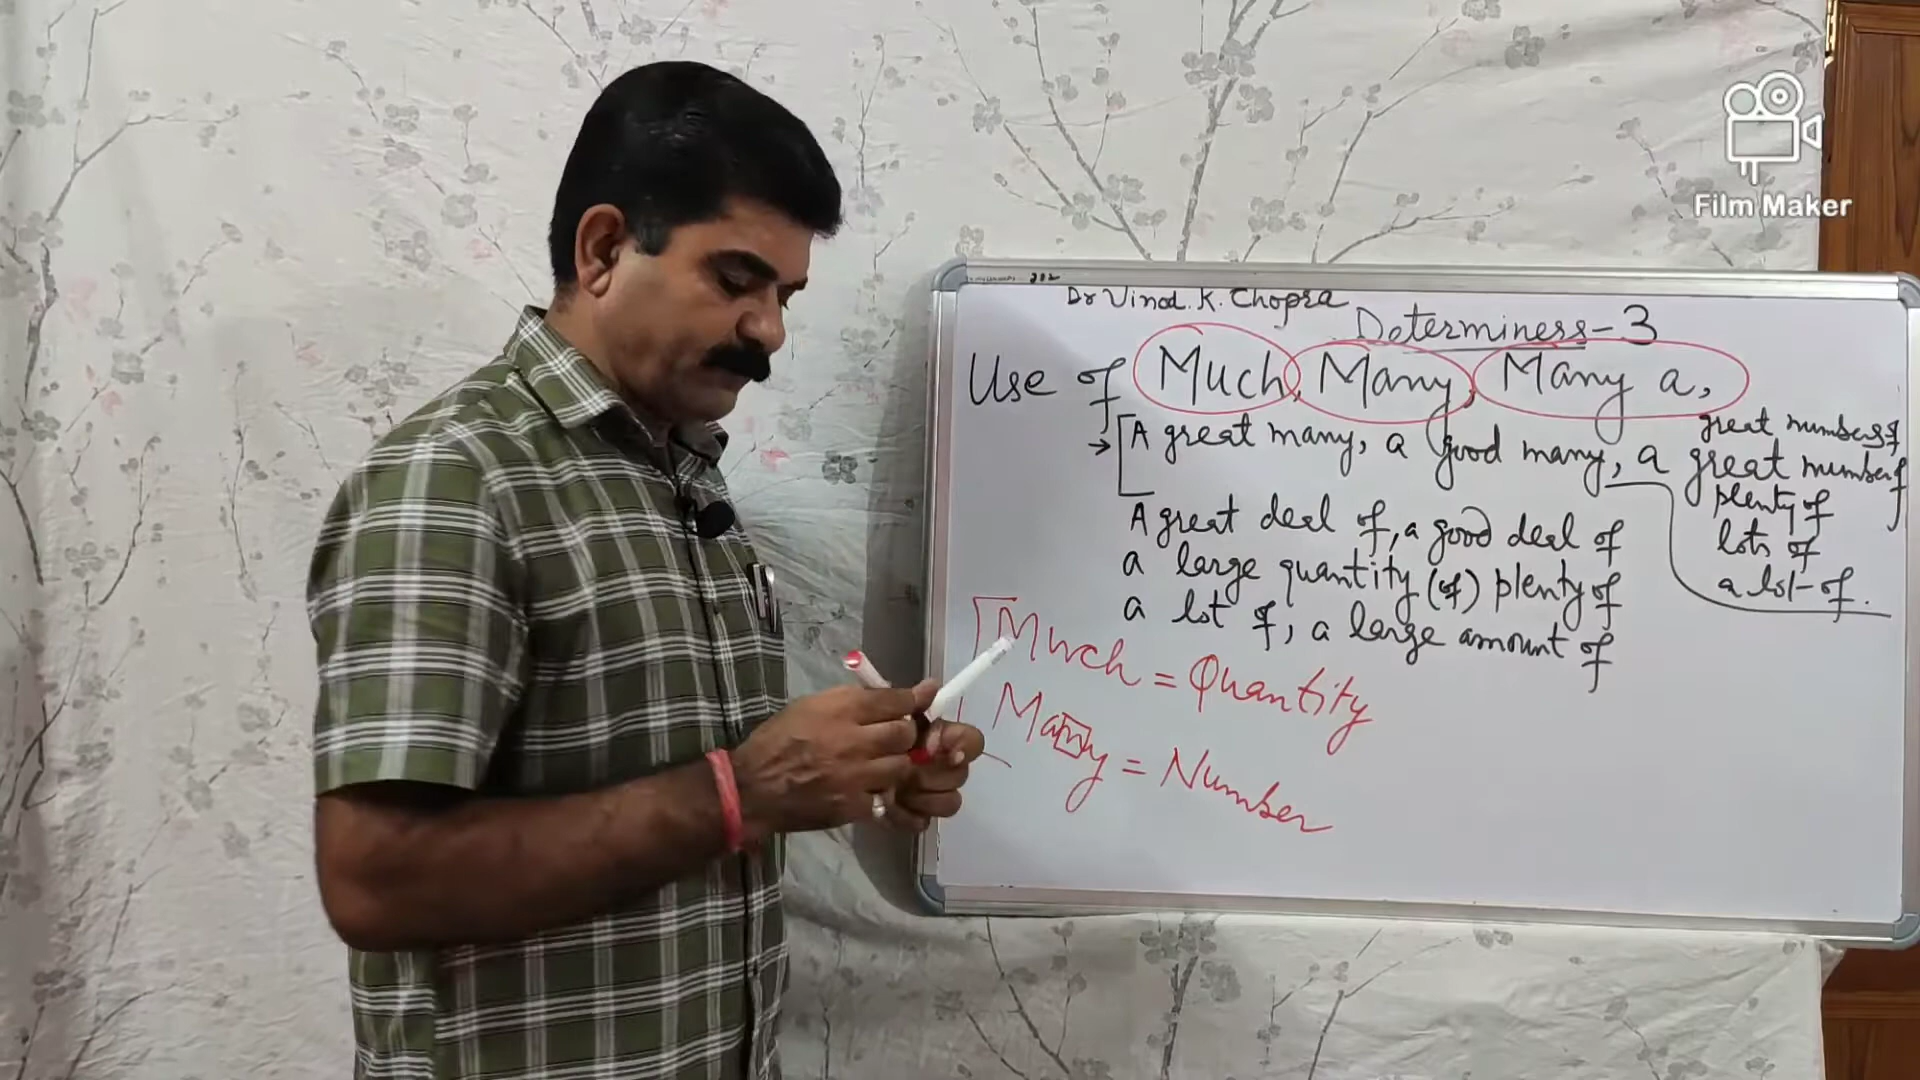 Film Maker
Dr Vinod. K. Chopra
Determiness-3
Use of Much, Many, Many a,
great numbers of
A great many, a good many, a great number of
plenty of
lots of
a lot of.
A great deal of, a good deal of
a large quantity (of) plenty of
a lot of, a large amount of
Much = Quantity
Many = Number